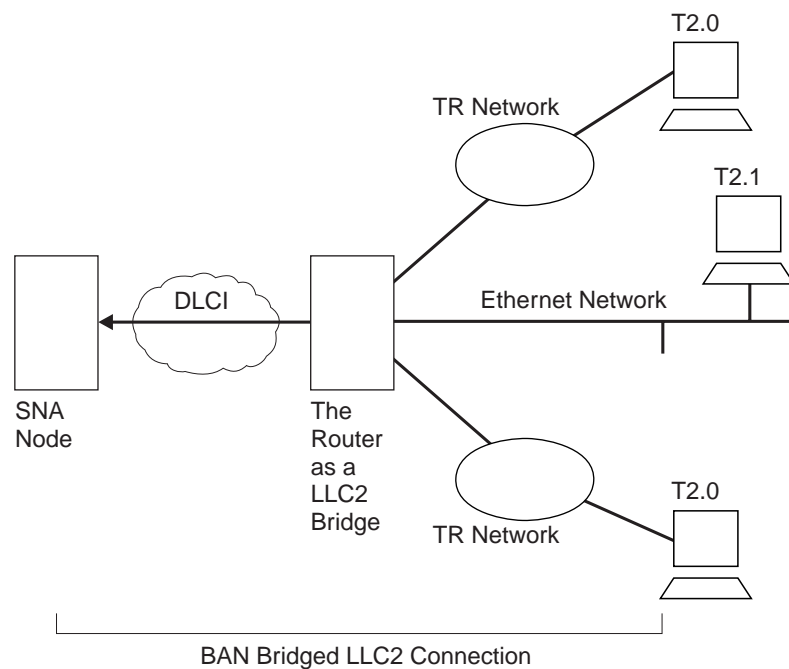 T2.0
TR Network
T2.1
DLCI
Ethernet Network
SNA
Node
The
Router
as a
LLC2
Bridge
T2.0
TR Network
BAN Bridged LLC2 Connection